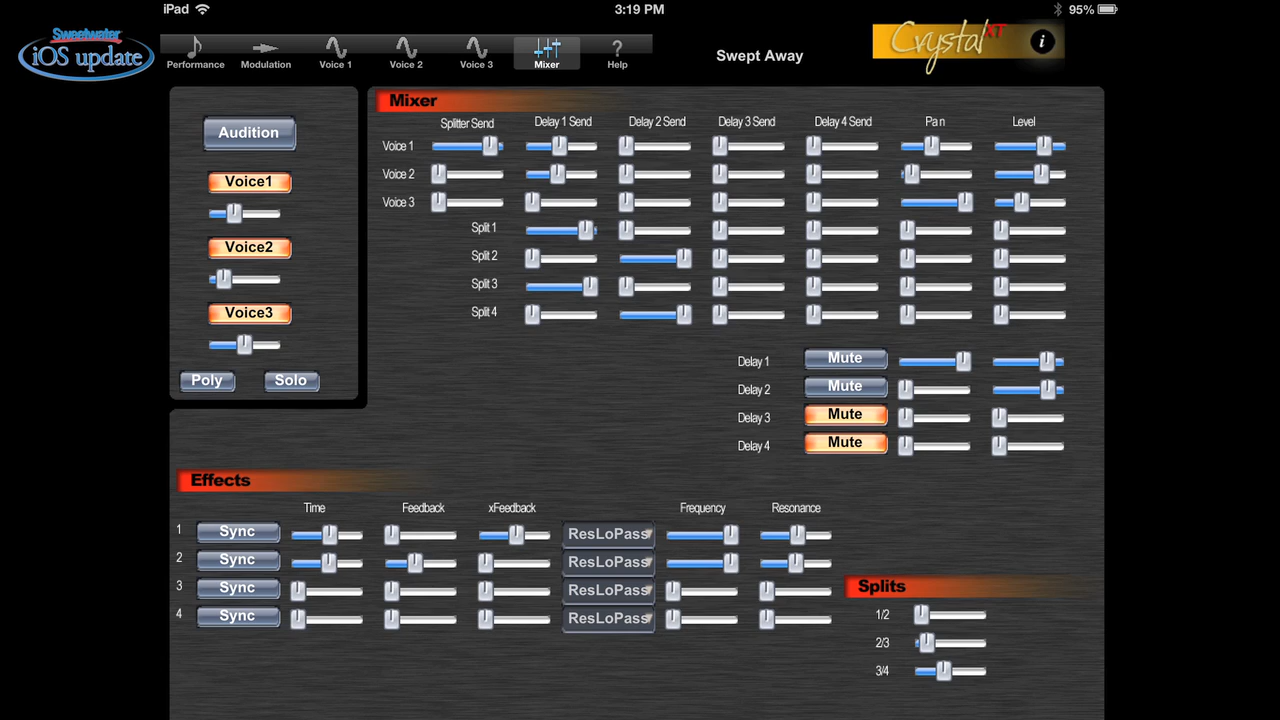 iPad
3:19 PM
95%
Sweetwater
iOS update
Performance
Modulation
Voice 1
Voice 2
Voice 3
Mixer
?
Help
Swept Away
Crystal XT
i
Audition
Voice1
Voice2
Voice3
Poly
Solo
Mixer
Splitter Send
Delay 1 Send
Delay 2 Send
Delay 3 Send
Delay 4 Send
Pan
Level
Voice 1
Voice 2
Voice 3
Split 1
Split 2
Split 3
Split 4
Delay 1
Mute
Delay 2
Mute
Delay 3
Mute
Delay 4
Mute
Effects
Time
Feedback
xFeedback
Frequency
Resonance
1
Sync
ResLoPass
2
Sync
ResLoPass
3
Sync
ResLoPass
4
Sync
ResLoPass
Splits
1/2
2/3
3/4